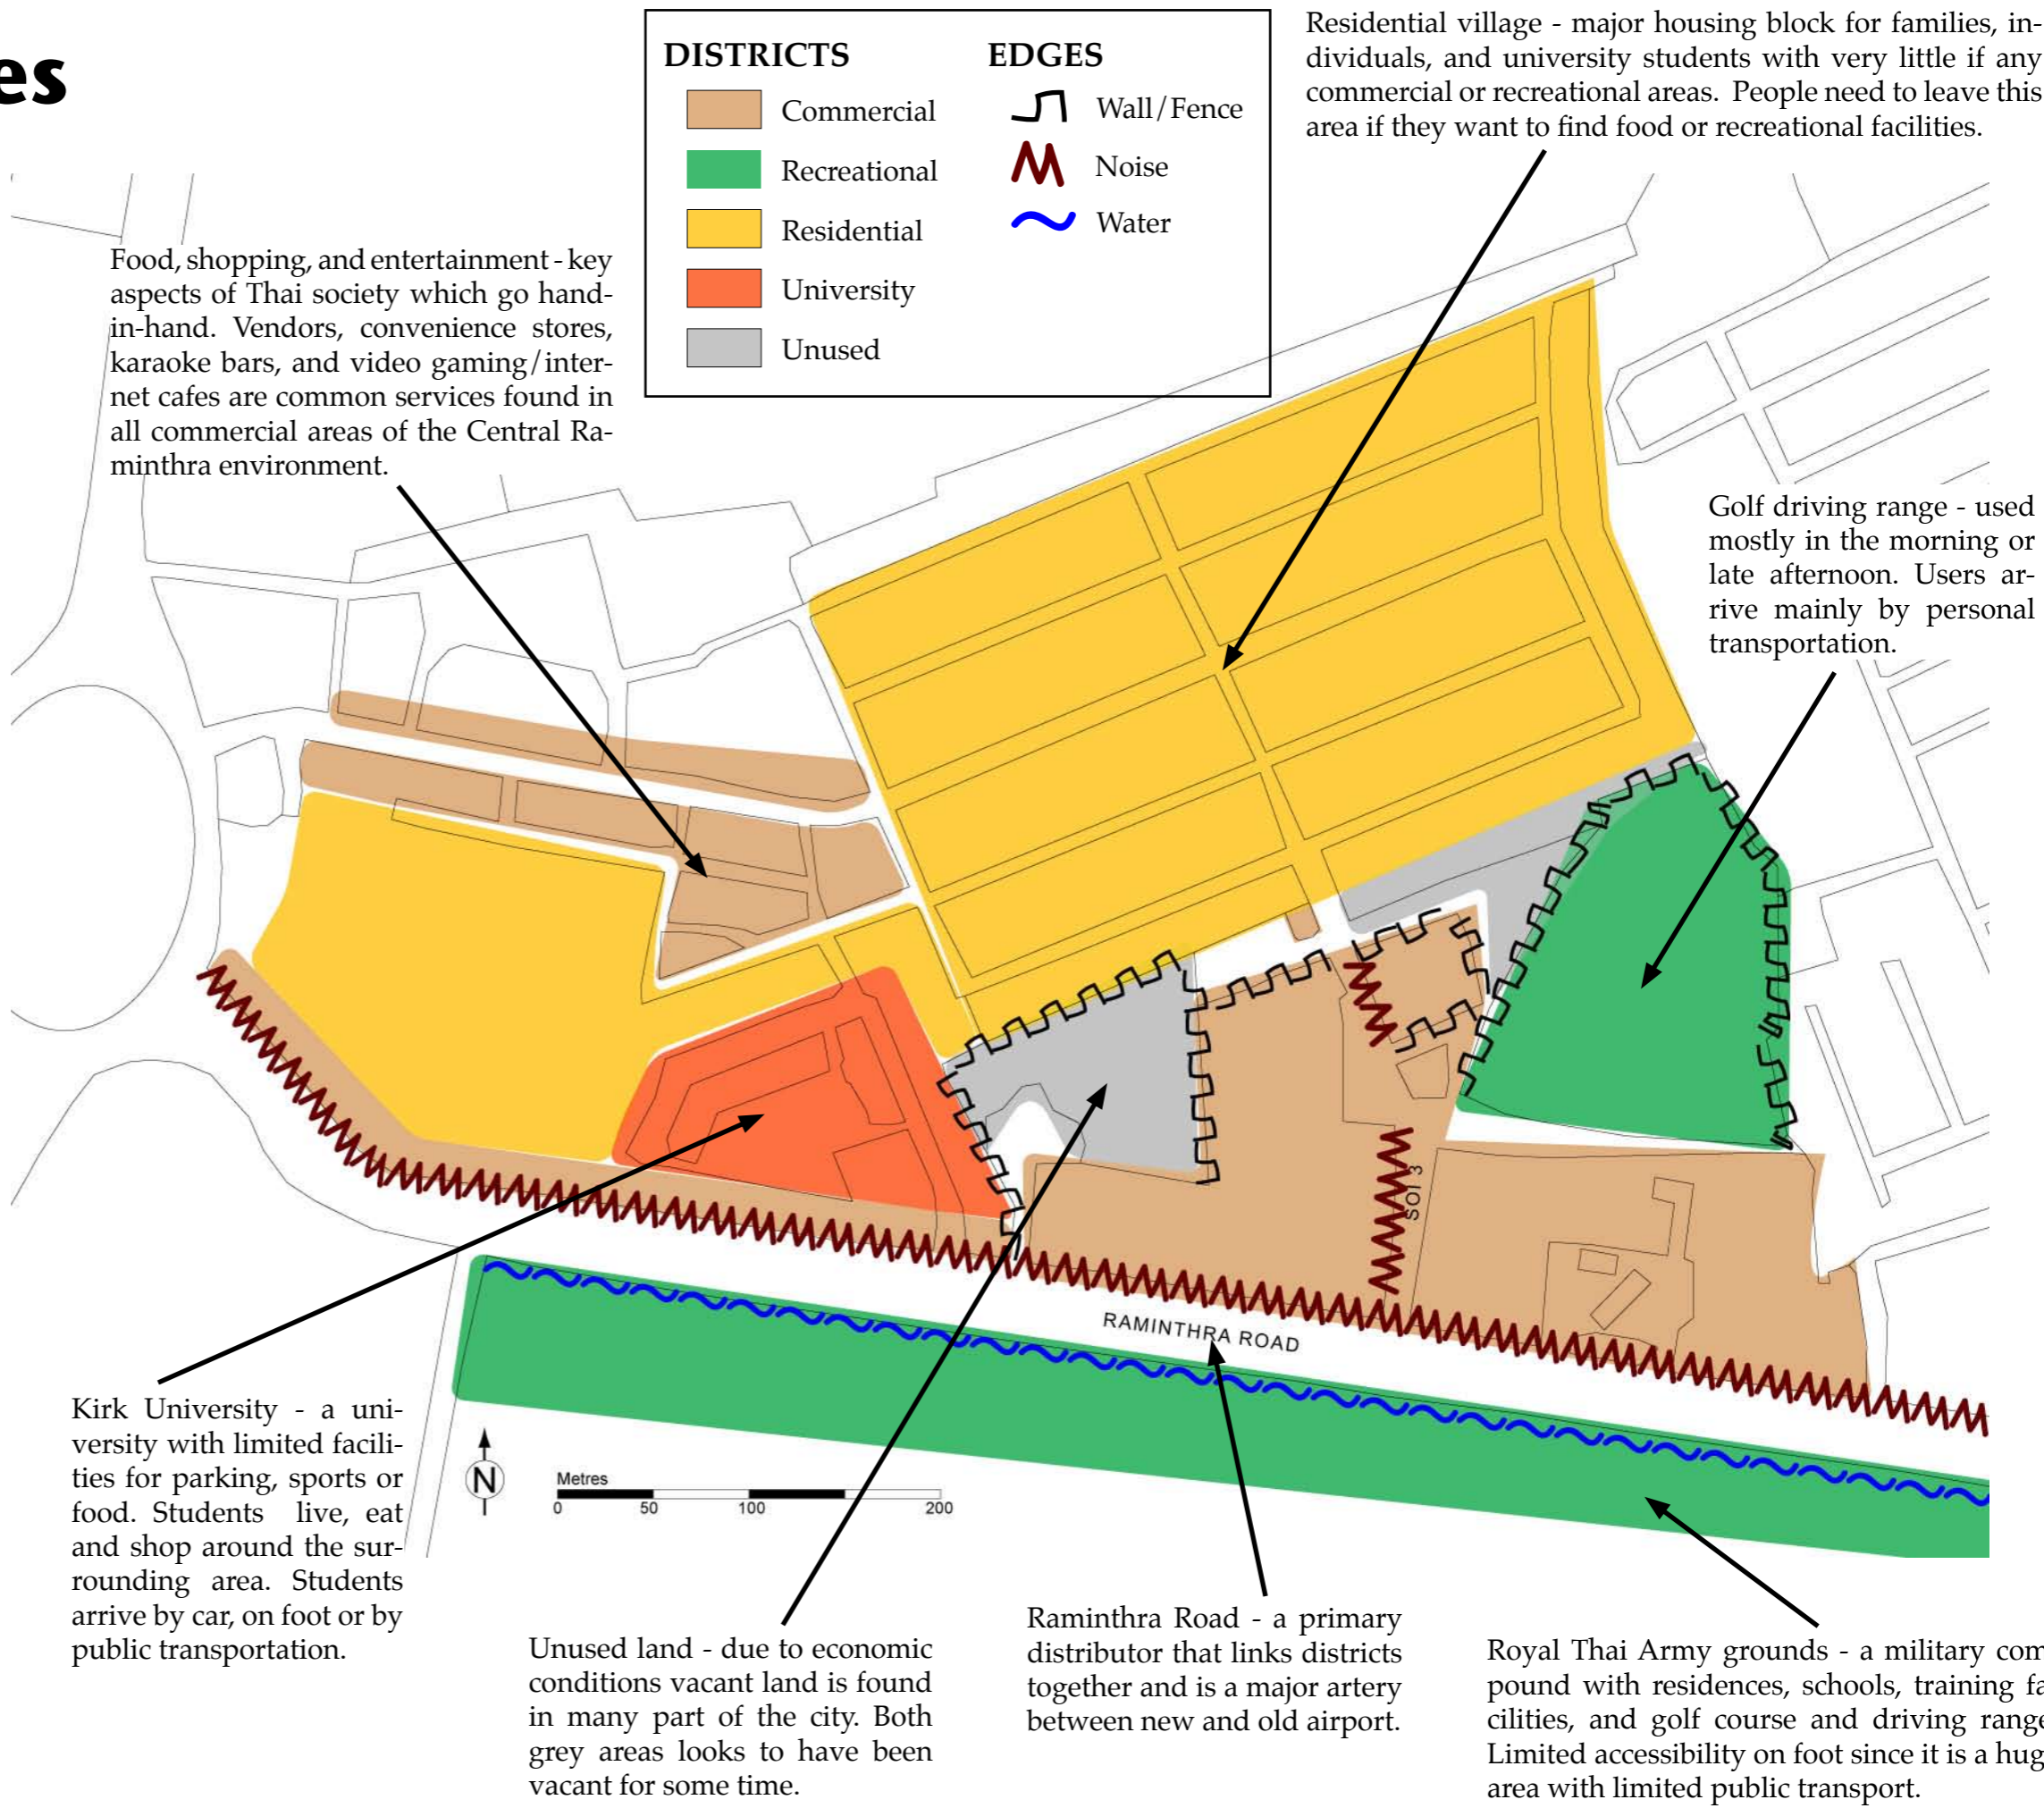 es
DISTRICTS
Commercial
Recreational
Residential
University
Unused
EDGES
Wall/Fence
Noise
Water
Residential village - major housing block for families, in-
dividuals, and university students with very little if any
commercial or recreational areas. People need to leave this
area if they want to find food or recreational facilities.
Food, shopping, and entertainment - key
aspects of Thai society which go hand-
in-hand. Vendors, convenience stores,
karaoke bars, and video gaming/inter-
net cafes are common services found in
all commercial areas of the Central Ra-
minthra environment.
Golf driving range - used
mostly in the morning or
late afternoon. Users ar-
rive mainly by personal
transportation.
SOI 3
RAMINTHRA ROAD
Kirk University - a uni-
versity with limited facili-
ties for parking, sports or
food. Students live, eat
and shop around the sur-
rounding area. Students
arrive by car, on foot or by
public transportation.
N
Metres
0 50 100 200
Unused land - due to economic
conditions vacant land is found
in many part of the city. Both
grey areas looks to have been
vacant for some time.
Raminthra Road - a primary
distributor that links districts
together and is a major artery
between new and old airport.
Royal Thai Army grounds - a military com
pound with residences, schools, training fa
cilities, and golf course and driving range
Limited accessibility on foot since it is a hug
area with limited public transport.